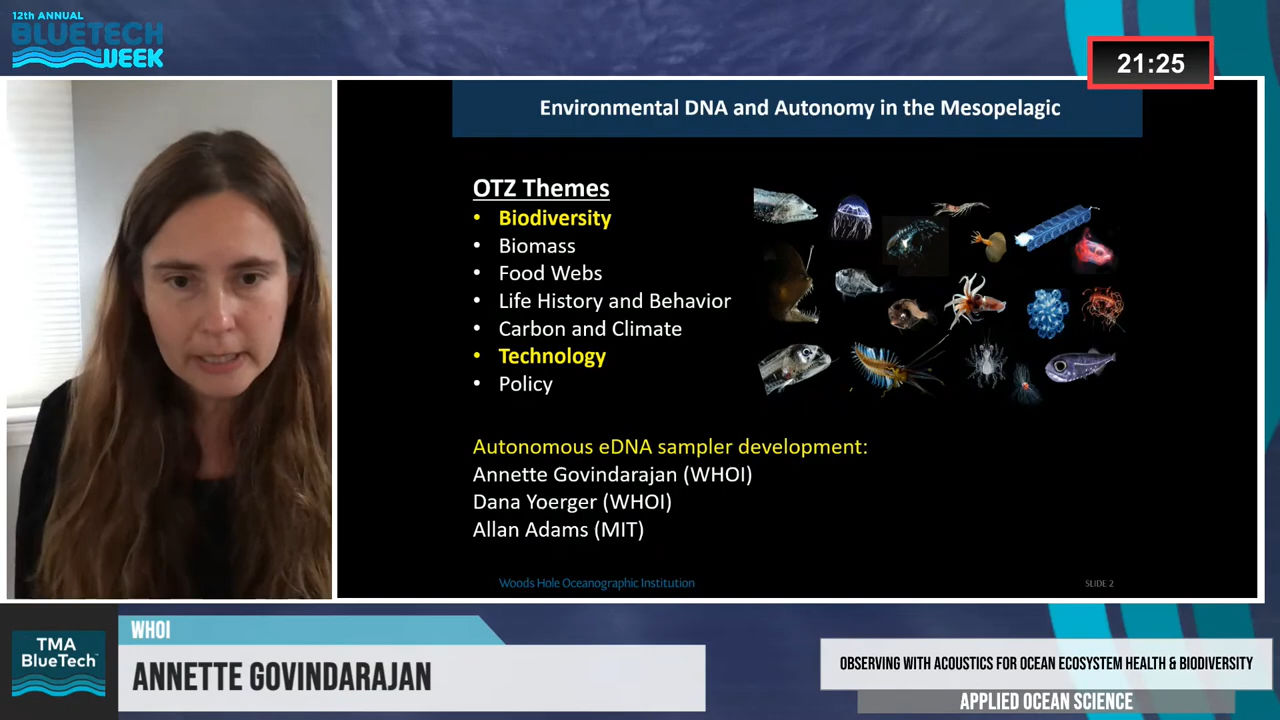 12th ANNUAL
BLUETECH
WEEK
21:25
Environmental DNA and Autonomy in the Mesopelagic
OTZ Themes
• Biodiversity
• Biomass
• Food Webs
• Life History and Behavior
• Carbon and Climate
• Technology
• Policy
Autonomous eDNA sampler development:
Annette Govindarajan (WHOI)
Dana Yoerger (WHOI)
Allan Adams (MIT)
Woods Hole Oceanographic Institution
SLIDE 2
TMA
BlueTech™
WHOI
ANNETTE GOVINDARAJAN
OBSERVING WITH ACOUSTICS FOR OCEAN ECOSYSTEM HEALTH & BIODIVERSITY
APPLIED OCEAN SCIENCE